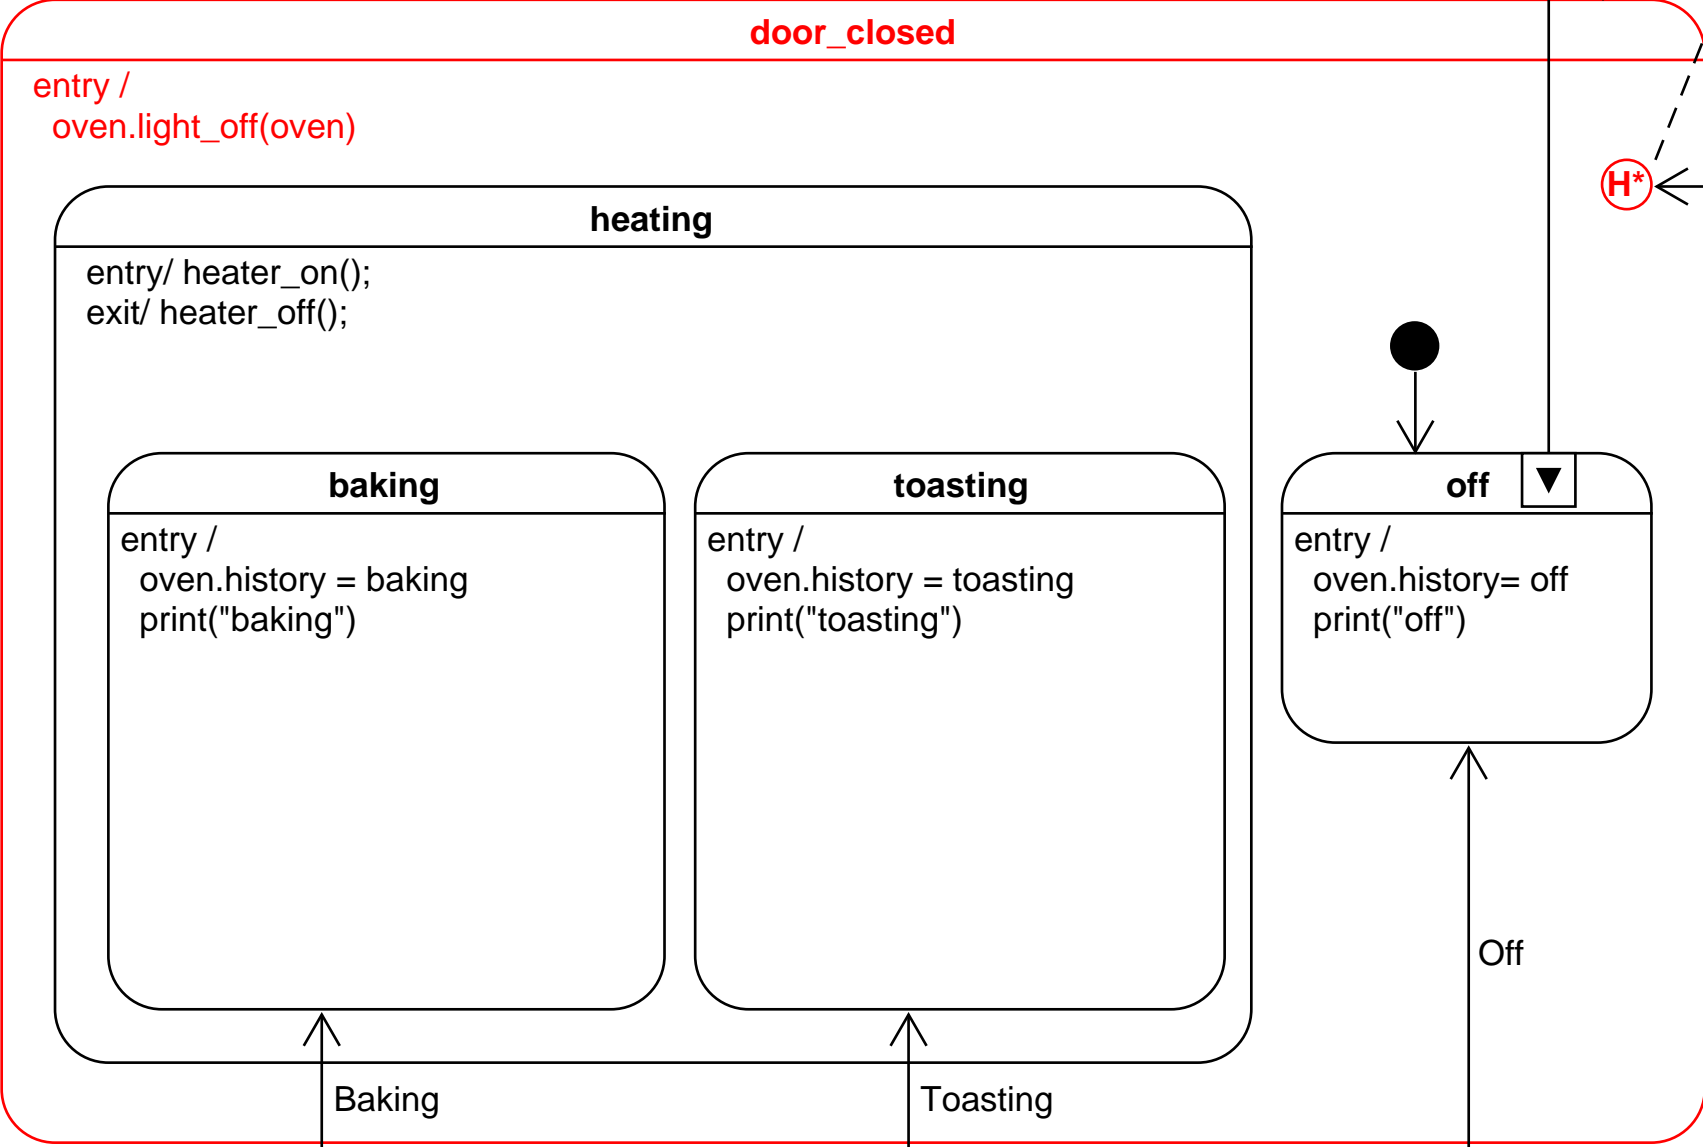 door_closed
entry /
oven.light_off(oven)
H*
heating
entry/ heater_on();
exit/ heater_off();
baking
entry /
oven.history = baking
print("baking")
toasting
entry /
oven.history = toasting
print("toasting")
off
entry /
oven.history= off
print("off")
Off
Baking
Toasting